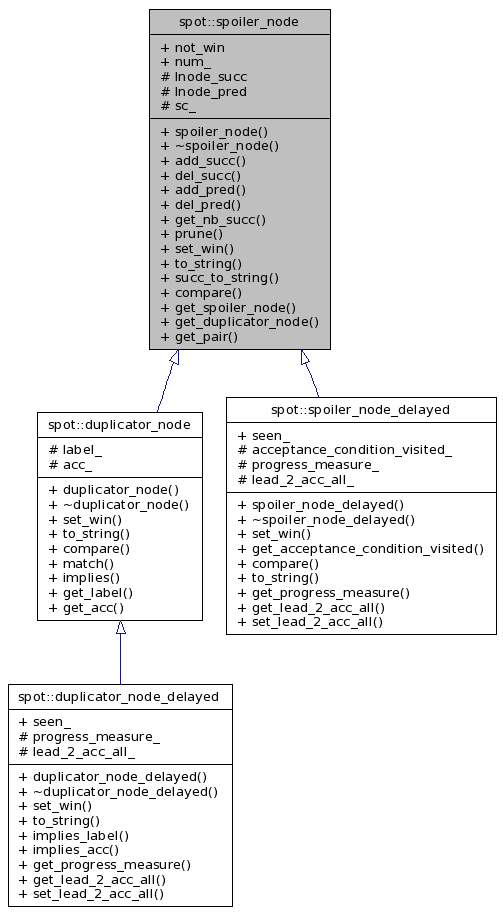 spot::spoiler_node
+ not_win
+ num_
# lnode_succ
# lnode_pred
# sc_
+ spoiler_node()
+ ~spoiler_node()
+ add_succ()
+ del_succ()
+ add_pred()
+ del_pred()
+ get_nb_succ()
+ prune()
+ set_win()
+ to_string()
+ succ_to_string()
+ compare()
+ get_spoiler_node()
+ get_duplicator_node()
+ get_pair()
spot::duplicator_node
# label_
# acc_
+ duplicator_node()
+ ~duplicator_node()
+ set_win()
+ to_string()
+ compare()
+ match()
+ implies()
+ get_label()
+ get_acc()
spot::spoiler_node_delayed
+ seen_
# acceptance_condition_visited_
# progress_measure_
# lead_2_acc_all_
+ spoiler_node_delayed()
+ ~spoiler_node_delayed()
+ set_win()
+ get_acceptance_condition_visited()
+ compare()
+ to_string()
+ get_progress_measure()
+ get_lead_2_acc_all()
+ set_lead_2_acc_all()
spot::duplicator_node_delayed
+ seen_
# progress_measure_
# lead_2_acc_all_
+ duplicator_node_delayed()
+ ~duplicator_node_delayed()
+ set_win()
+ to_string()
+ implies_label()
+ implies_acc()
+ get_progress_measure()
+ get_lead_2_acc_all()
+ set_lead_2_acc_all()